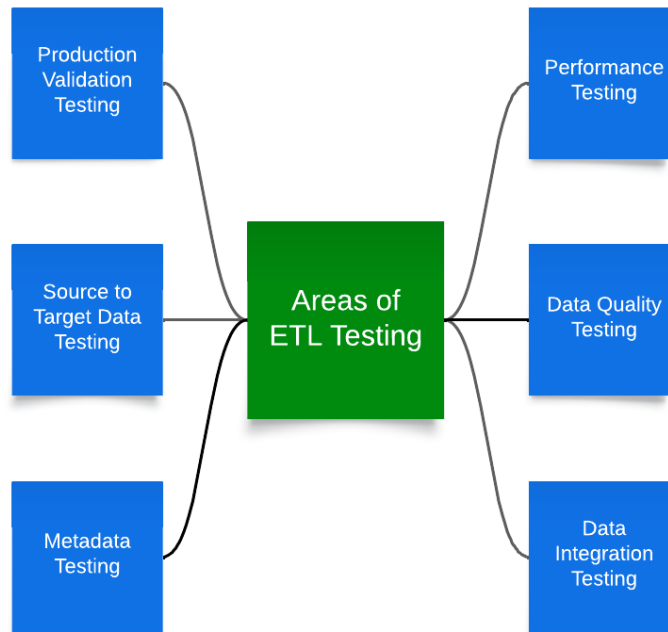 Production
Validation
Testing
Performance
Testing
Source to
Target Data
Testing
Areas of
ETL Testing
Data Quality
Testing
Metadata
Testing
Data
Integration
Testing